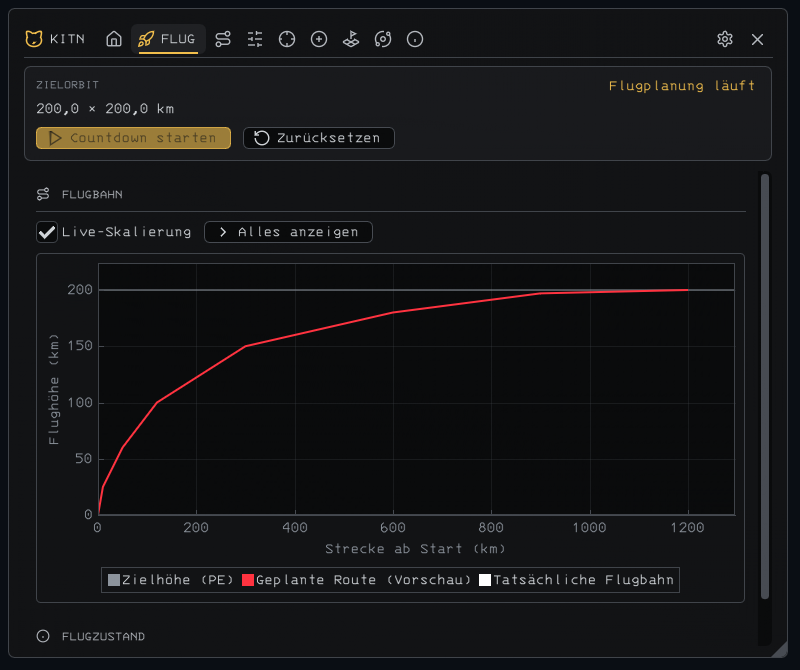 KITN FLUG
ZIELORBIT
Flugplanung läuft
200,0 × 200,0 km
Countdown starten Zurücksetzen
FLUGBAHN
Live-Skalierung Alles anzeigen
200
150
100
50
0
Flughöhe (km)
0 200 400 600 800 1000 1200
Strecke ab Start (km)
Zielhöhe (PE) Geplante Route (Vorschau) Tatsächliche Flugbahn
FLUGZUSTAND